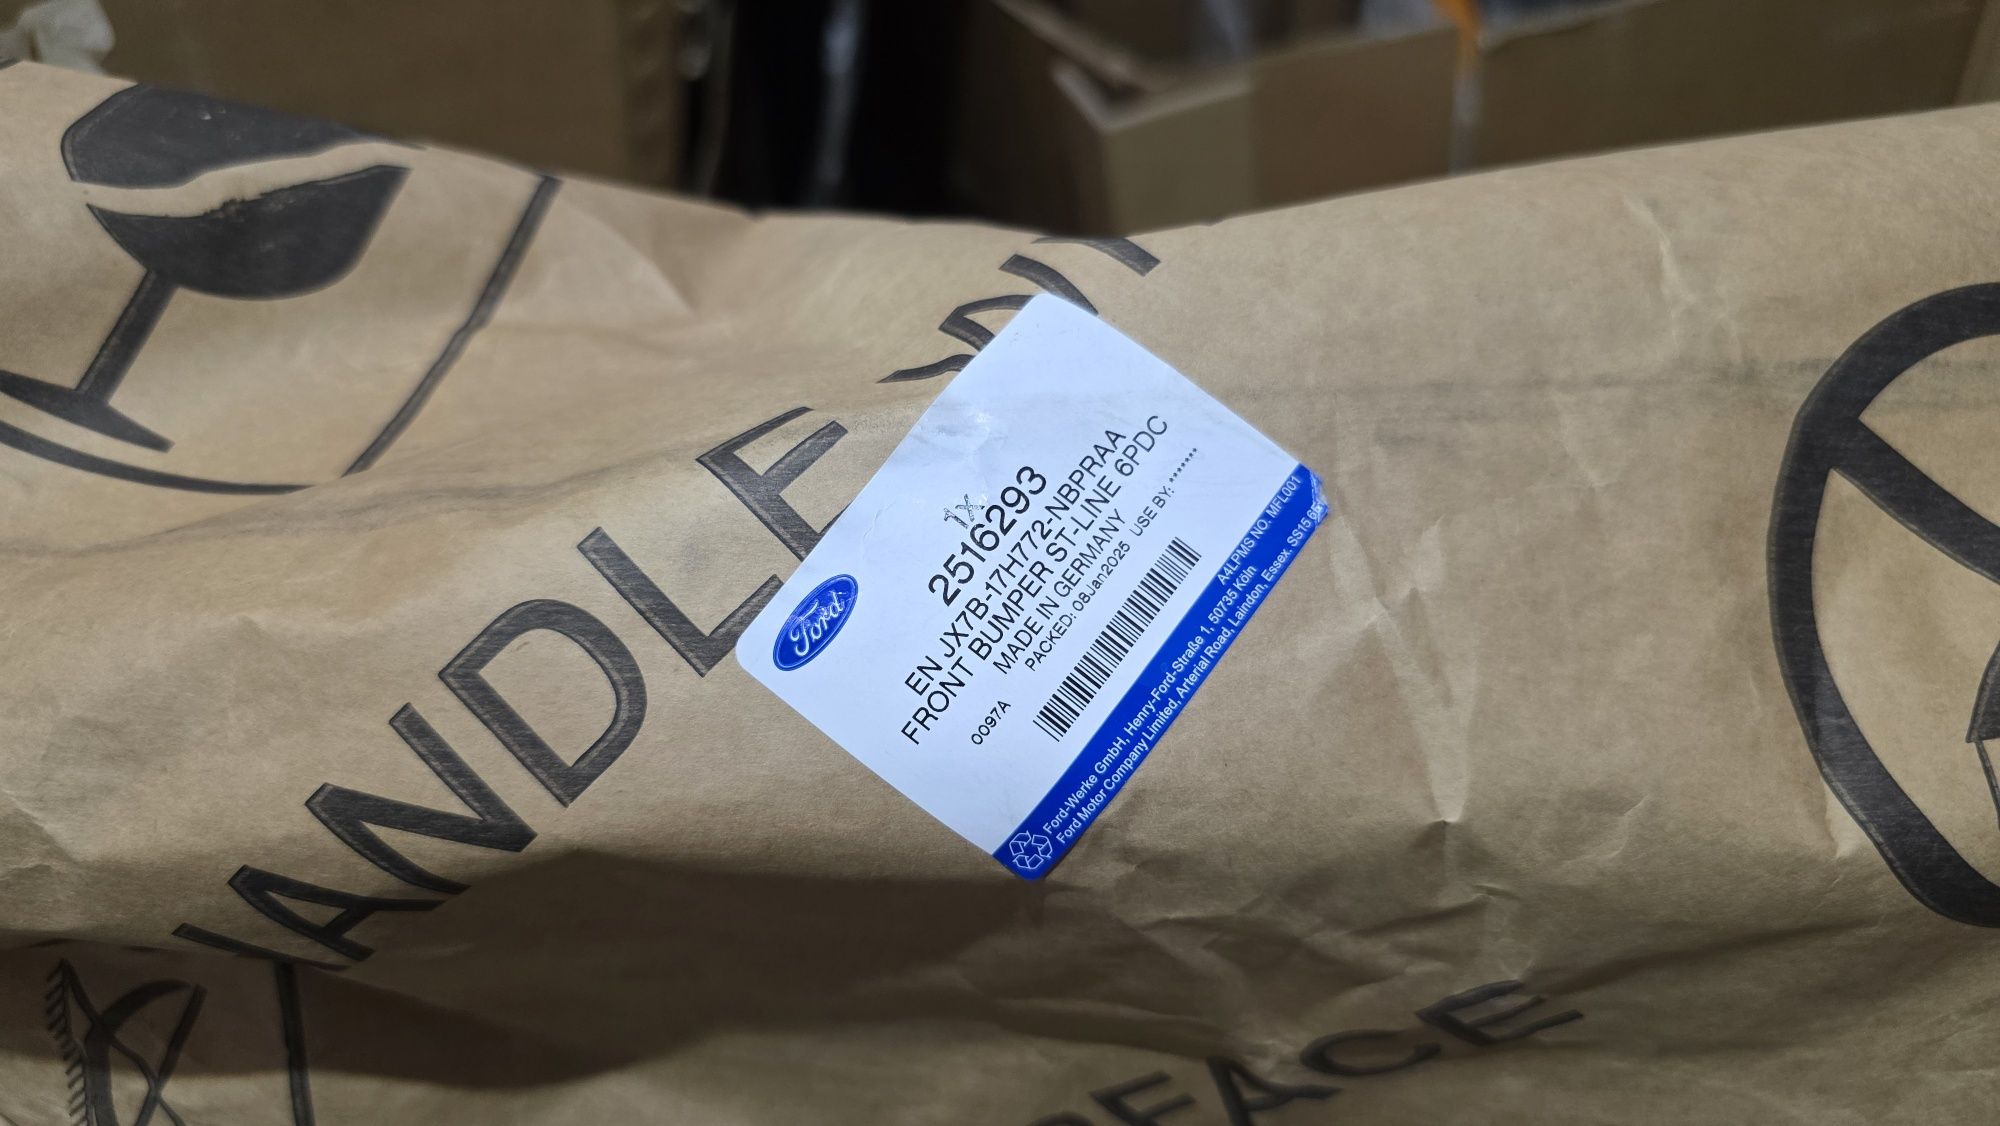 HANDLE WIT
Ford
1X
2516293
EN JX7B-17H772-NBPRAA
FRONT BUMPER ST-LINE 6PDC
MADE IN GERMANY
PACKED: 08Jan2025 USE BY: *******
0097A
A4LPMS NO. MFL001
Ford-Werke GmbH, Henry-Ford-Straße 1, 50735 Köln
Ford Motor Company Limited, Arterial Road, Laindon, Essex. SS15 6
FACE